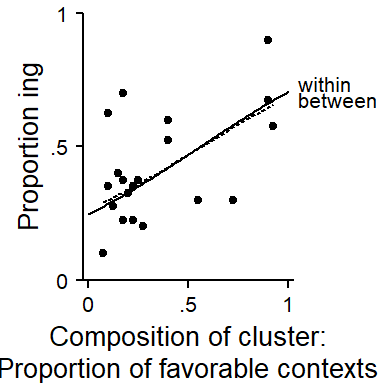 1
Proportion ing
.5
0
within
between
0 .5 1
Composition of cluster:
Proportion of favorable contexts